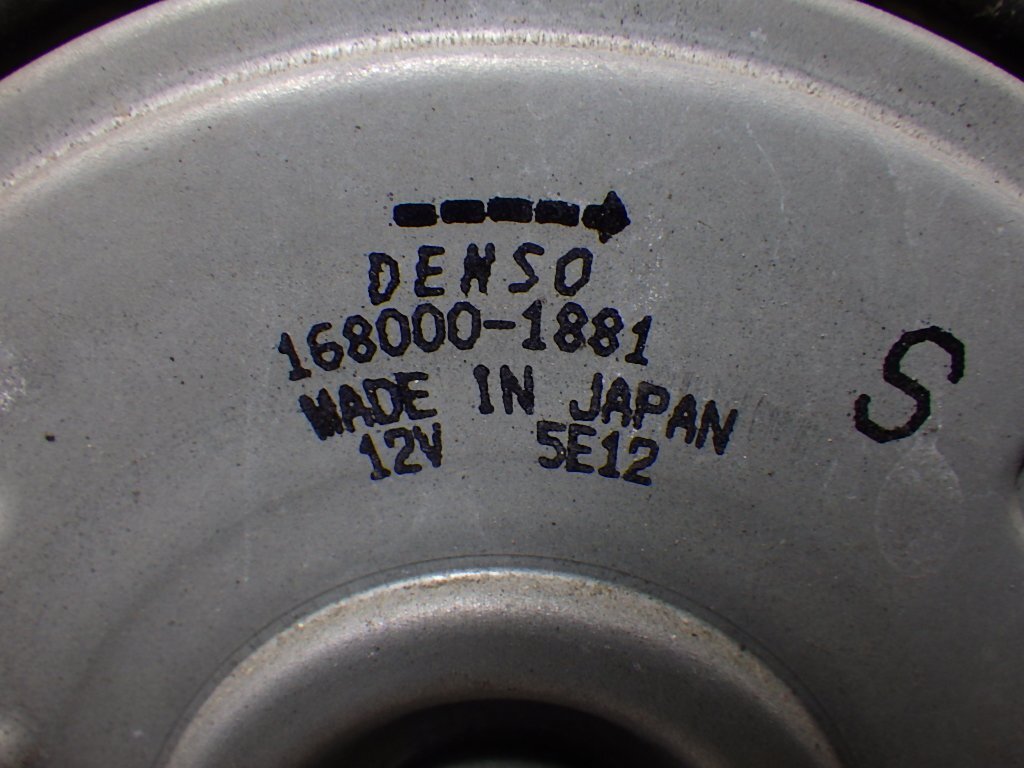 DENSO
168000-1881
MADE IN JAPAN
12V 5E12
S